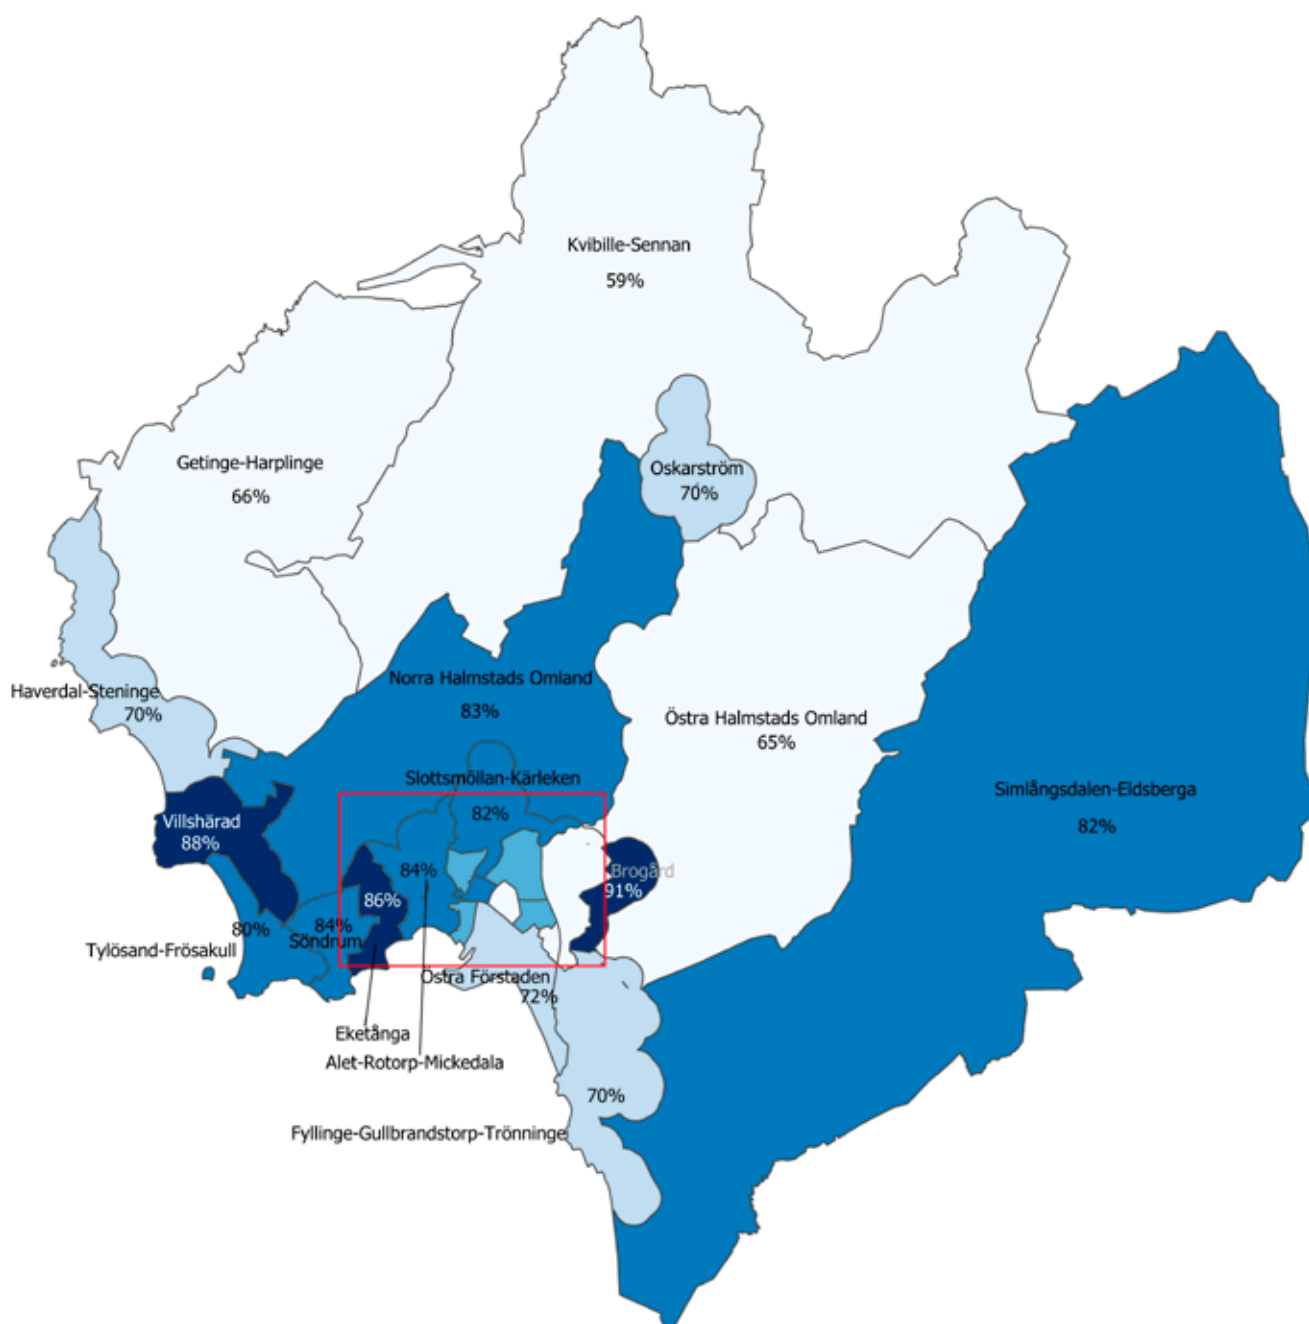 Kvibille-Sennan
59%
Getinge-Harplinge
66%
Oskarström
70%
Haverdal-Steninge
70%
Norra Halmstads Omland
83%
Östra Halmstads Omland
65%
Slottsmöllan-Kärleken
82%
Simlångsdalen-Eldsberga
82%
Villshärad
88%
84%
Brogård
91%
86%
80%
84%
Söndrum
Tylösand-Frösakull
Östra Förstaden
72%
Eketånga
Alet-Rotorp-Mickedala
70%
Fyllinge-Gullbrandstorp-Trönninge